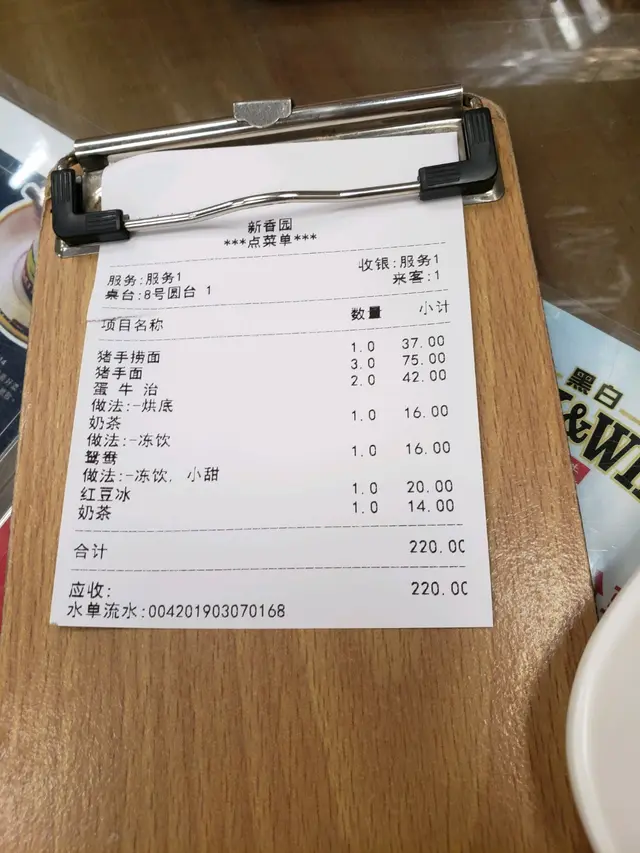 新香园
***点菜单***
服务:服务1 收银:服务1
桌台:8号圆台 1 来客:1
项目名称 数量 小计
猪手捞面 1.0 37.00
猪手面 3.0 75.00
蛋 牛 治 2.0 42.00
做法:-烘底
奶茶 1.0 16.00
做法:-冻饮
鴛鸯 1.0 16.00
做法:-冻饮, 小甜
红豆冰 1.0 20.00
奶茶 1.0 14.00
合计 220.00
应收: 220.00
水单流水:004201903070168
黑白